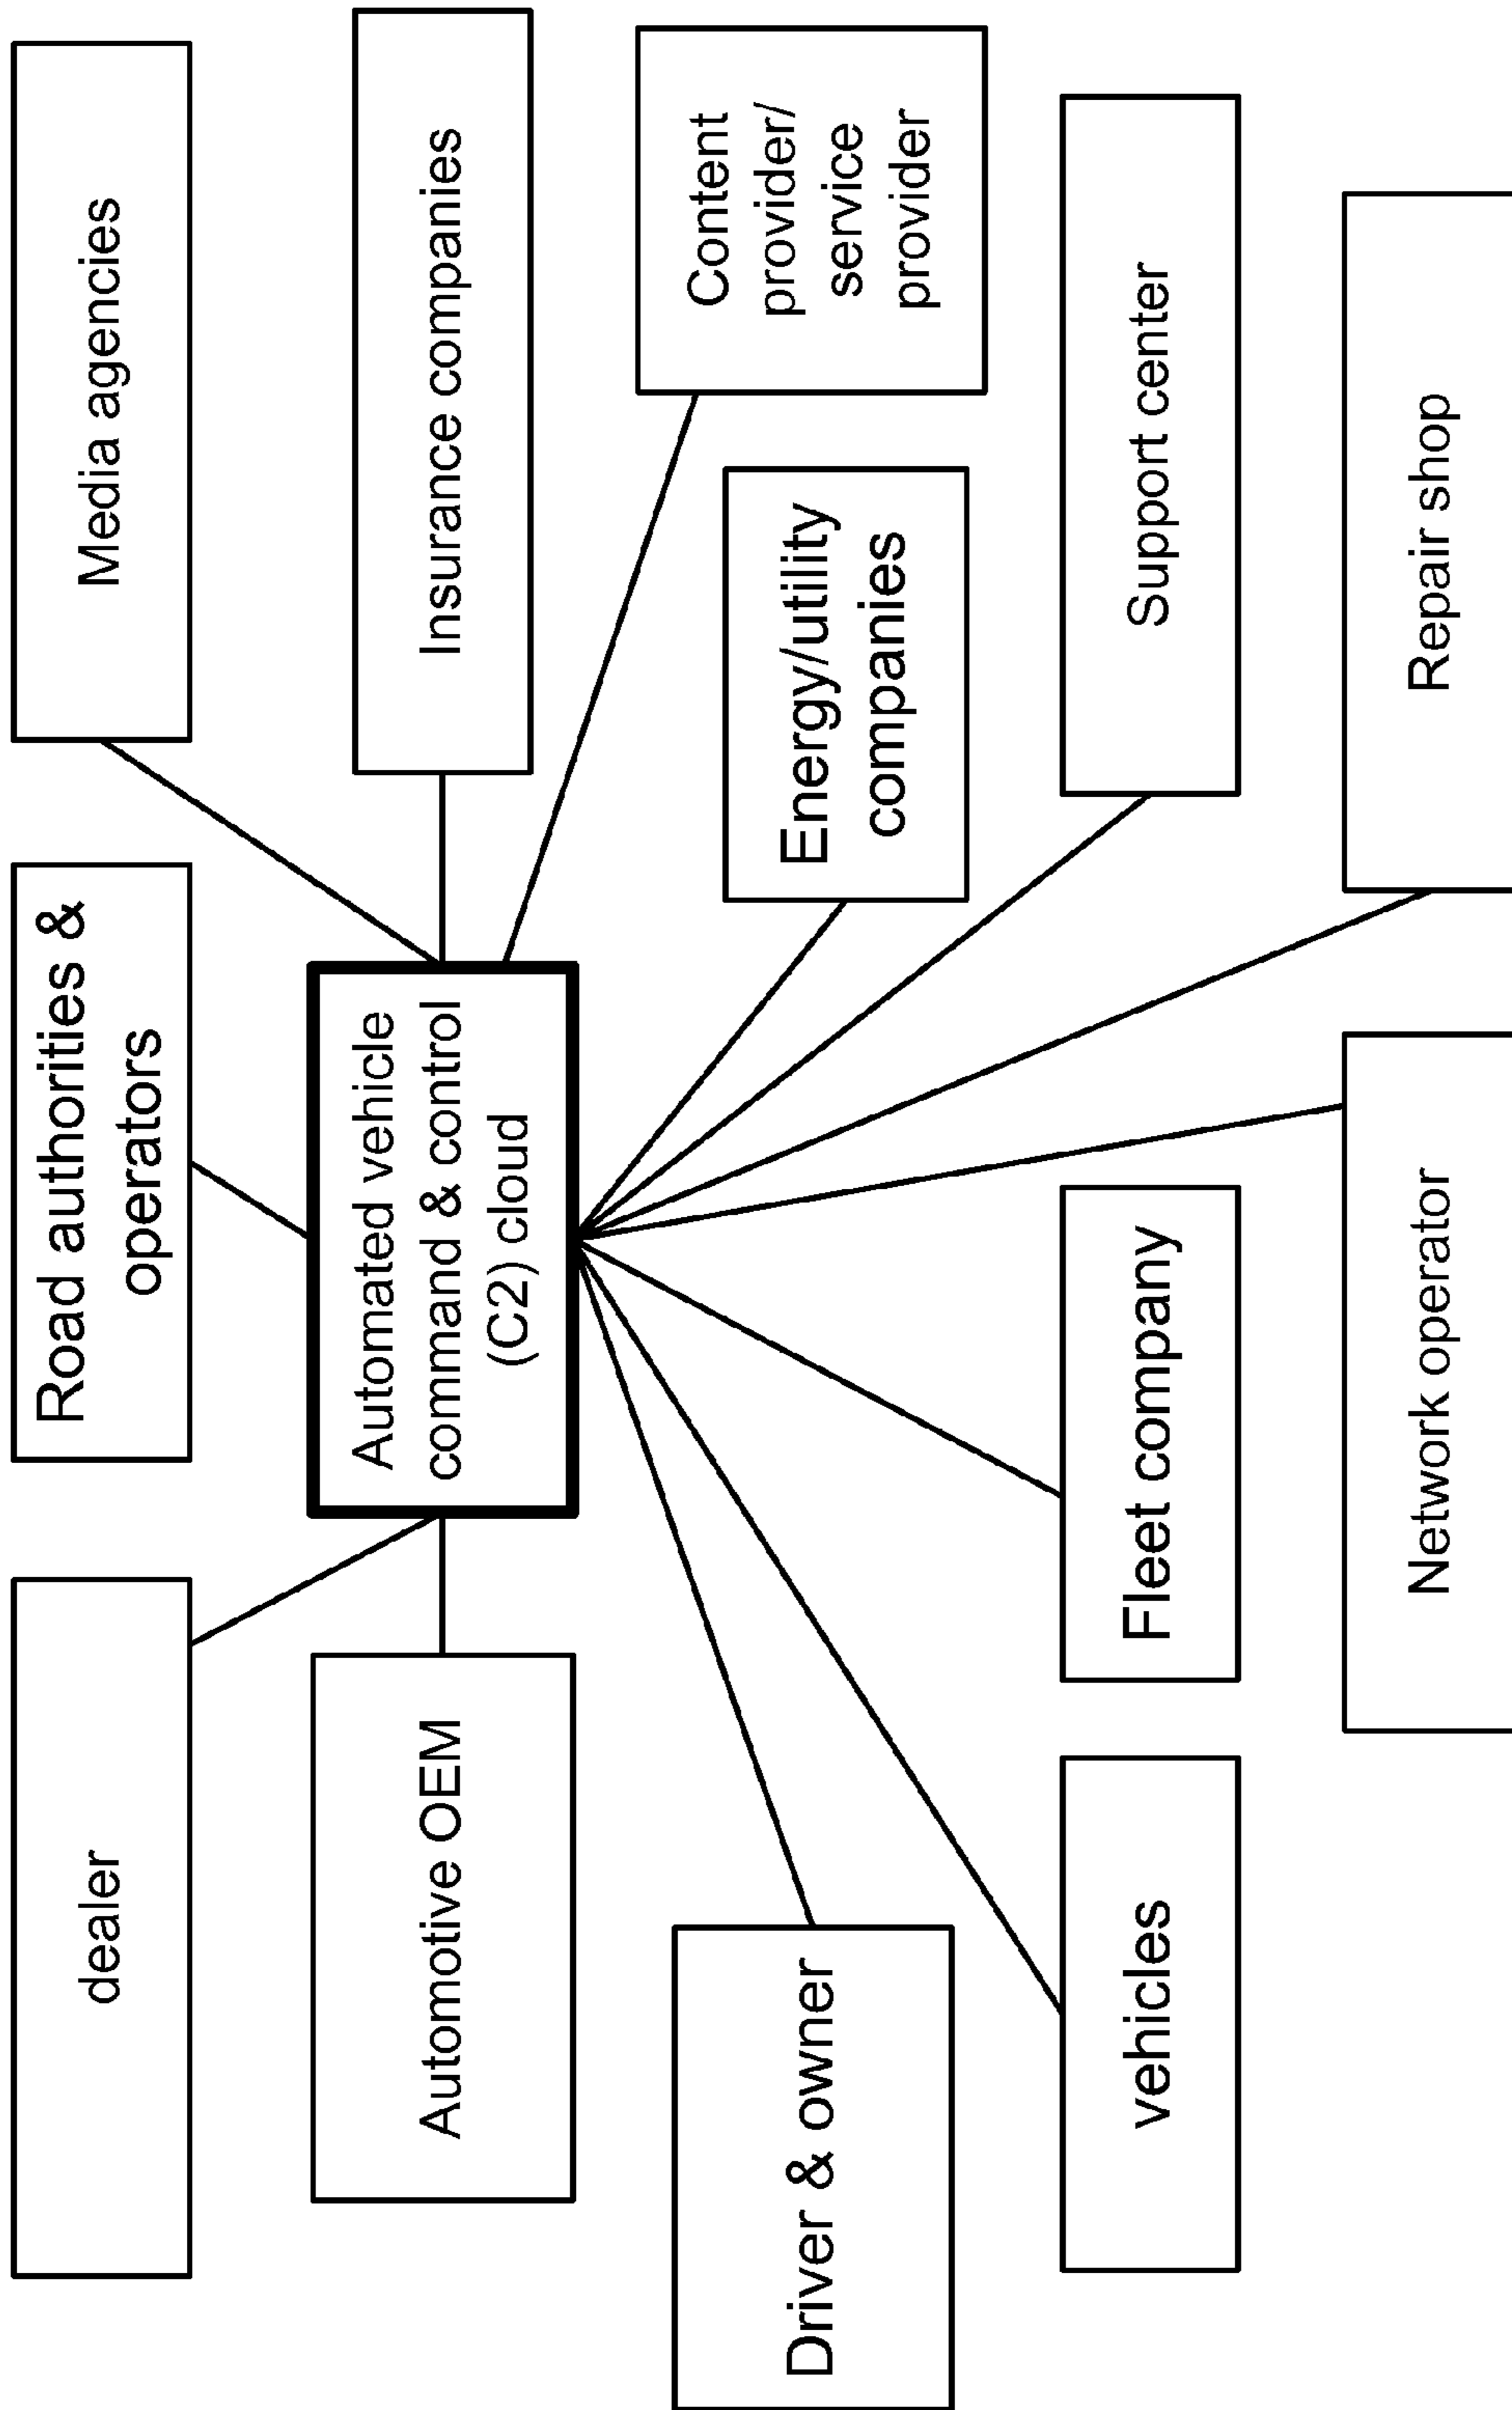 dealer
Road authorities &
operators
Media agencies
Automotive OEM
Automated vehicle
command & control
(C2) cloud
Insurance companies
Content
provider/
service
provider
Driver & owner
Energy/utility
companies
vehicles
Fleet company
Support center
Network operator
Repair shop